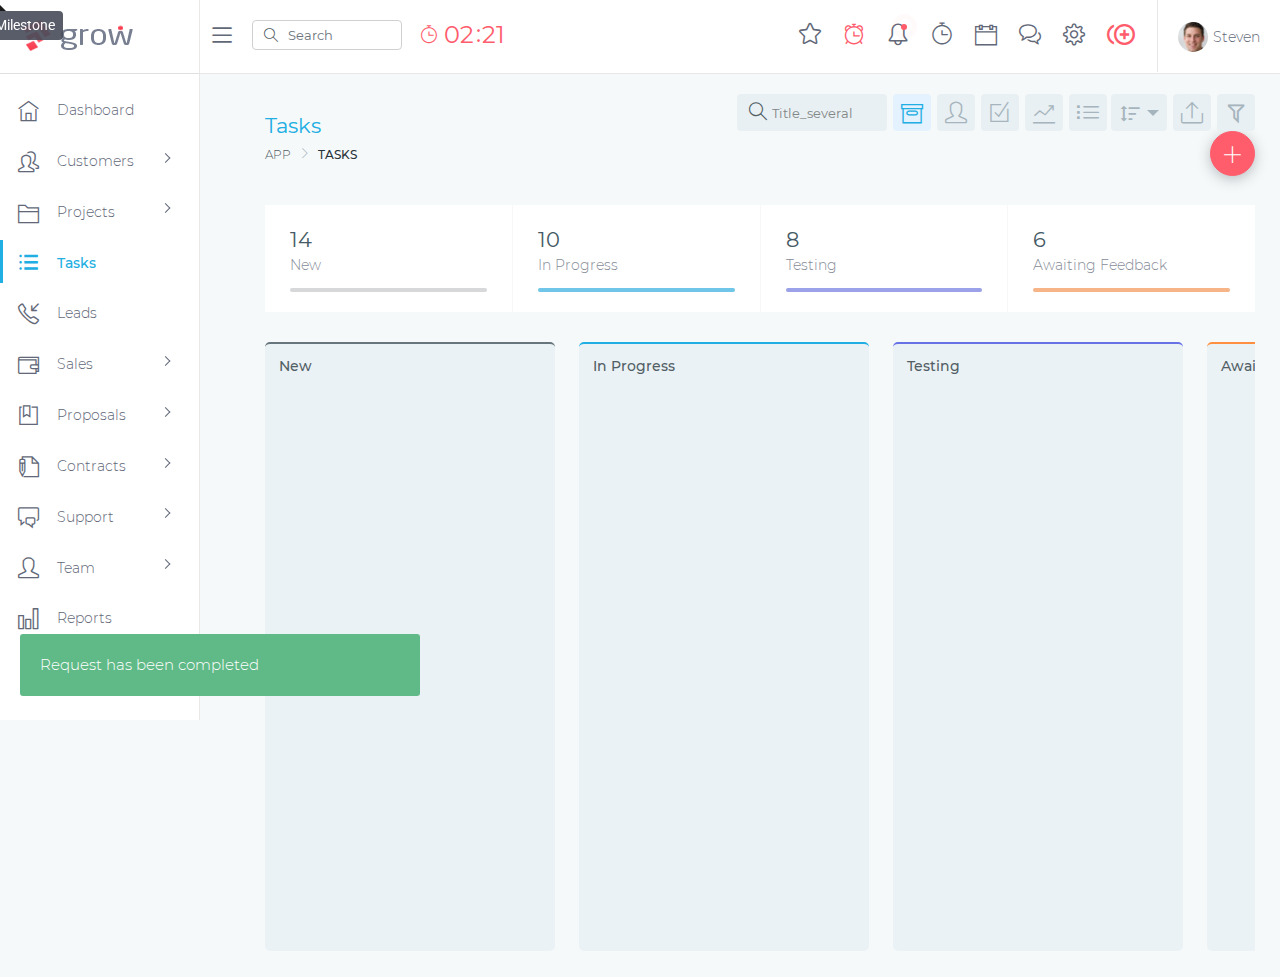 Milestone
grow
Search
02:21
Steven
Dashboard
Customers
Projects
Tasks
Leads
Sales
Proposals
Contracts
Support
Team
Reports
Tasks
APP
TASKS
Title_several
14
New
10
In Progress
8
Testing
6
Awaiting Feedback
New
In Progress
Testing
Awai
Request has been completed